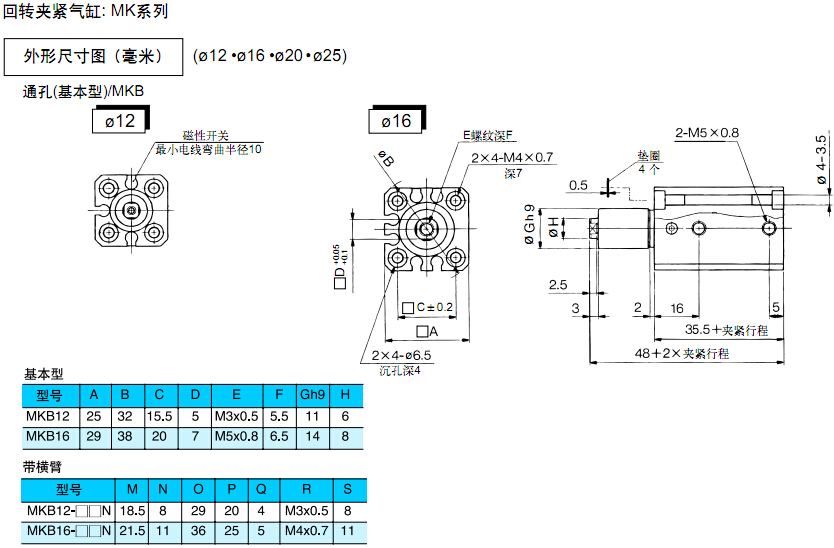 回转夹紧气缸: MK系列
外形尺寸图（毫米） (ø12 •ø16 •ø20 •ø25)
通孔(基本型)/MKB
ø12
ø16
磁性开关
最小电线弯曲半径10
E螺纹深F
2×4-M4×0.7
深7
øB
□D +0.05 +0.1
□C±0.2
□A
2×4-ø6.5
沉孔深4
2-M5×0.8
垫圈
4 个
0.5
ø4-3.5
øGh9
øH
2.5
3
2
16
5
35.5+夹紧行程
48+2×夹紧行程
基本型
型号 A B C D E F Gh9 H
MKB12 25 32 15.5 5 M3x0.5 5.5 11 6
MKB16 29 38 20 7 M5x0.8 6.5 14 8
带横臂
型号 M N O P Q R S
MKB12-□□N 18.5 8 29 20 4 M3x0.5 8
MKB16-□□N 21.5 11 36 25 5 M4x0.7 11